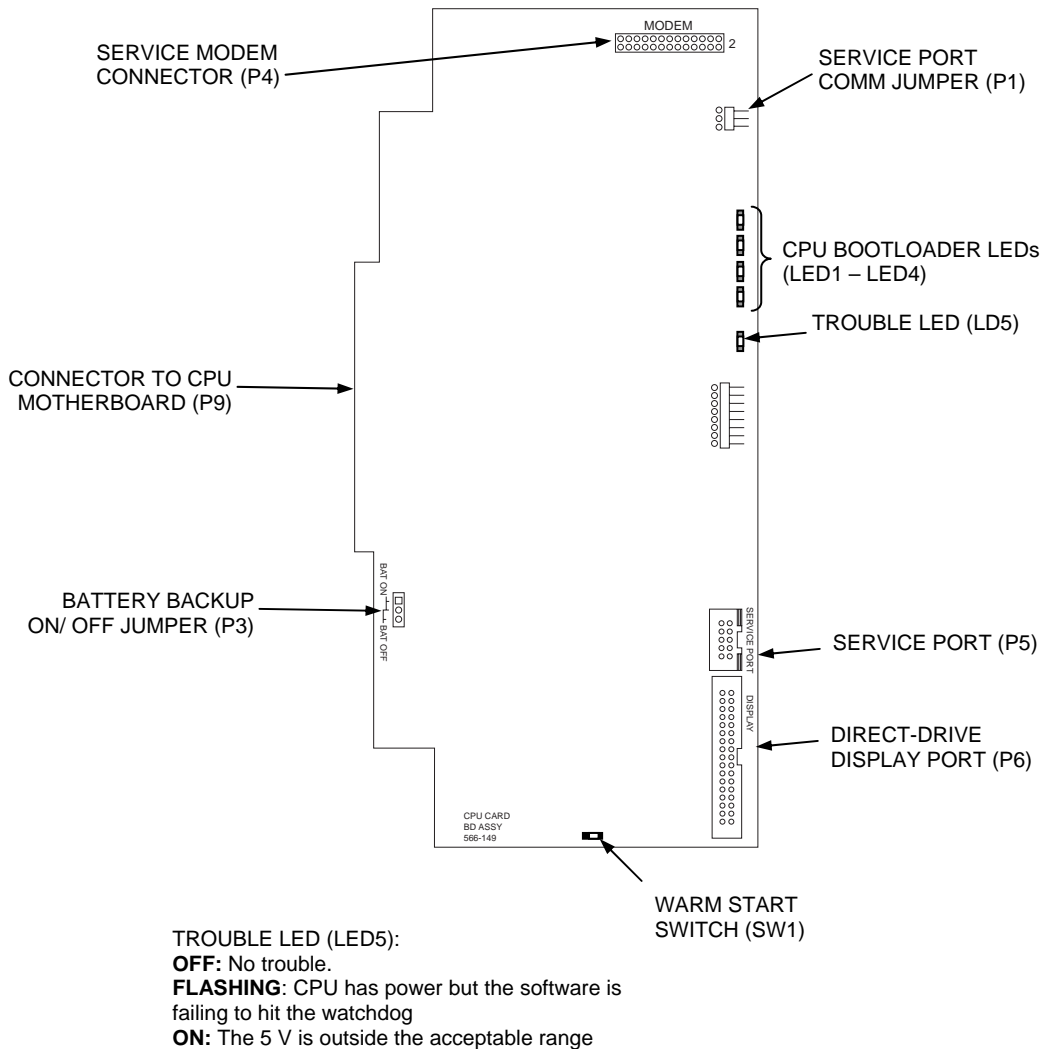 MODEM
2
SERVICE MODEM
CONNECTOR (P4)
SERVICE PORT
COMM JUMPER (P1)
CPU BOOTLOADER LEDs
(LED1 – LED4)
TROUBLE LED (LD5)
CONNECTOR TO CPU
MOTHERBOARD (P9)
BAT ON
BAT OFF
BATTERY BACKUP
ON/ OFF JUMPER (P3)
SERVICE PORT
SERVICE PORT (P5)
DISPLAY
DIRECT-DRIVE
DISPLAY PORT (P6)
CPU CARD
BD ASSY
566-149
WARM START
SWITCH (SW1)
TROUBLE LED (LED5):
OFF: No trouble.
FLASHING: CPU has power but the software is
failing to hit the watchdog
ON: The 5 V is outside the acceptable range